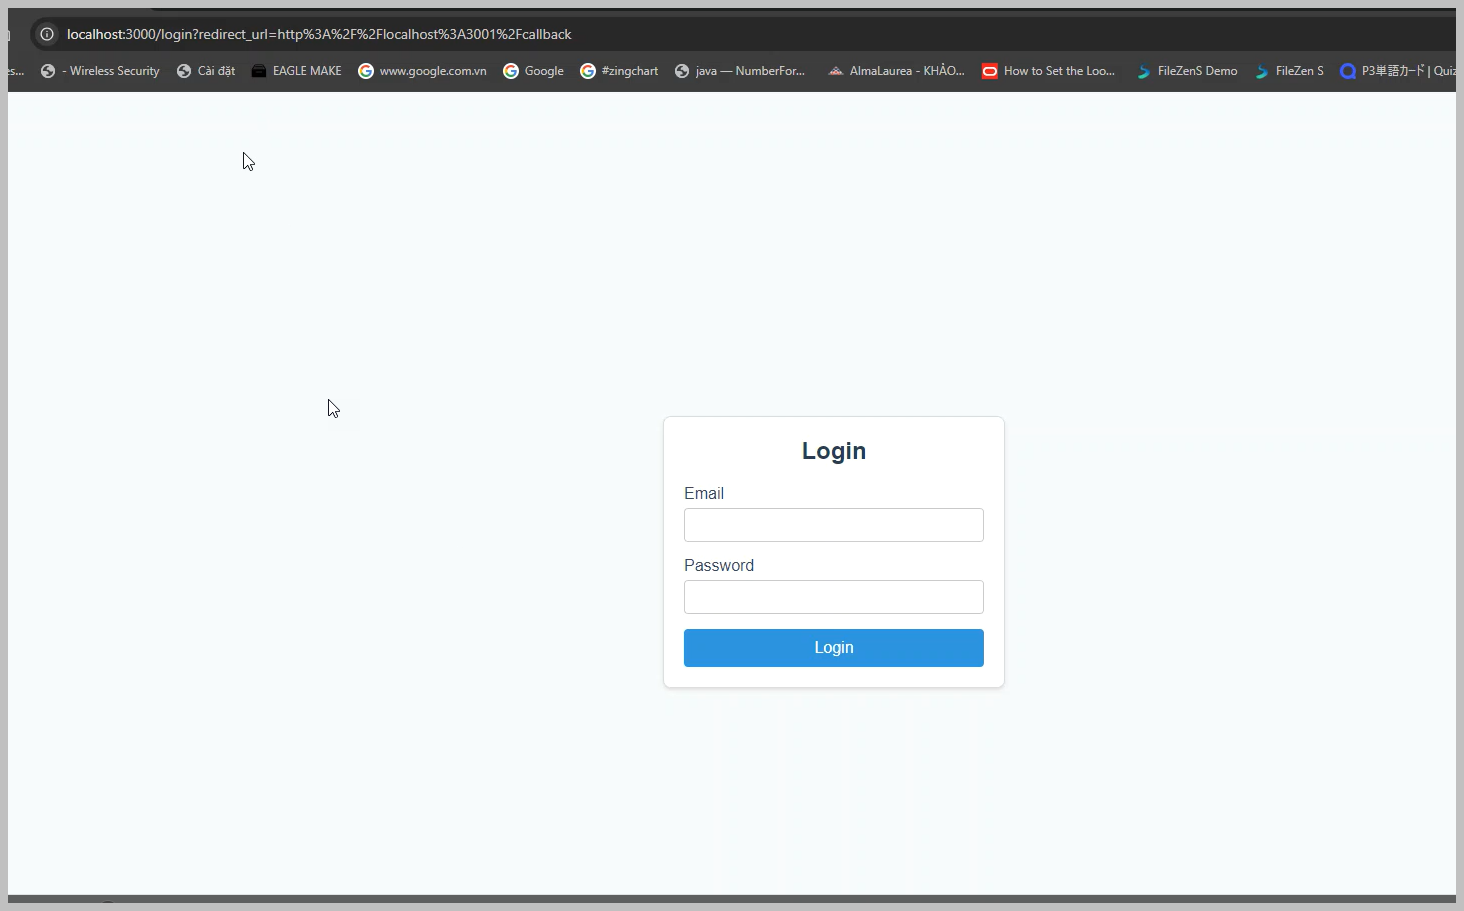 localhost:3000/login?redirect_url=http%3A%2F%2Flocalhost%3A3001%2Fcallback
es... - Wireless Security Cài đặt EAGLE MAKE www.google.com.vn Google #zingchart java — NumberFor... AlmaLaurea - KHẢO... How to Set the Loo... FileZenS Demo FileZen S P3単語ｶｰﾄﾞ | Quiz
Login
Email
Password
Login